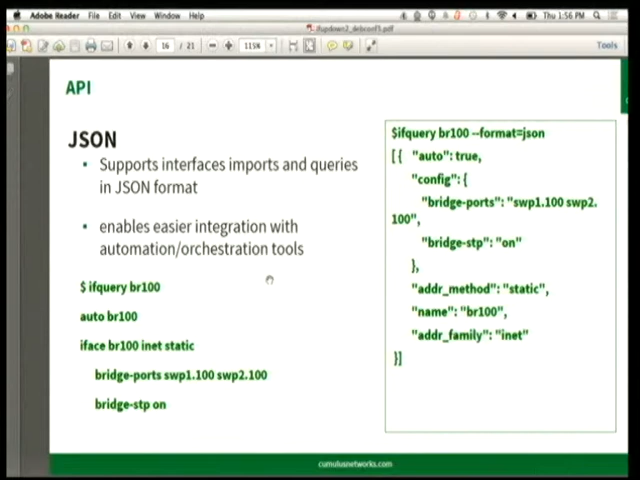 Adobe Reader File Edit View Window Help
Thu 1:56 PM
ifupdown2_debconf5.pdf
16 / 21
115%
Tools
API
JSON
Supports interfaces imports and queries
in JSON format
enables easier integration with
automation/orchestration tools
$ ifquery br100
auto br100
iface br100 inet static
bridge-ports swp1.100 swp2.100
bridge-stp on
$ifquery br100 --format=json
[{ "auto": true,
"config": {
"bridge-ports": "swp1.100 swp2.
100",
"bridge-stp": "on"
},
"addr_method": "static",
"name": "br100",
"addr_family": "inet"
}]
cumulusnetworks.com